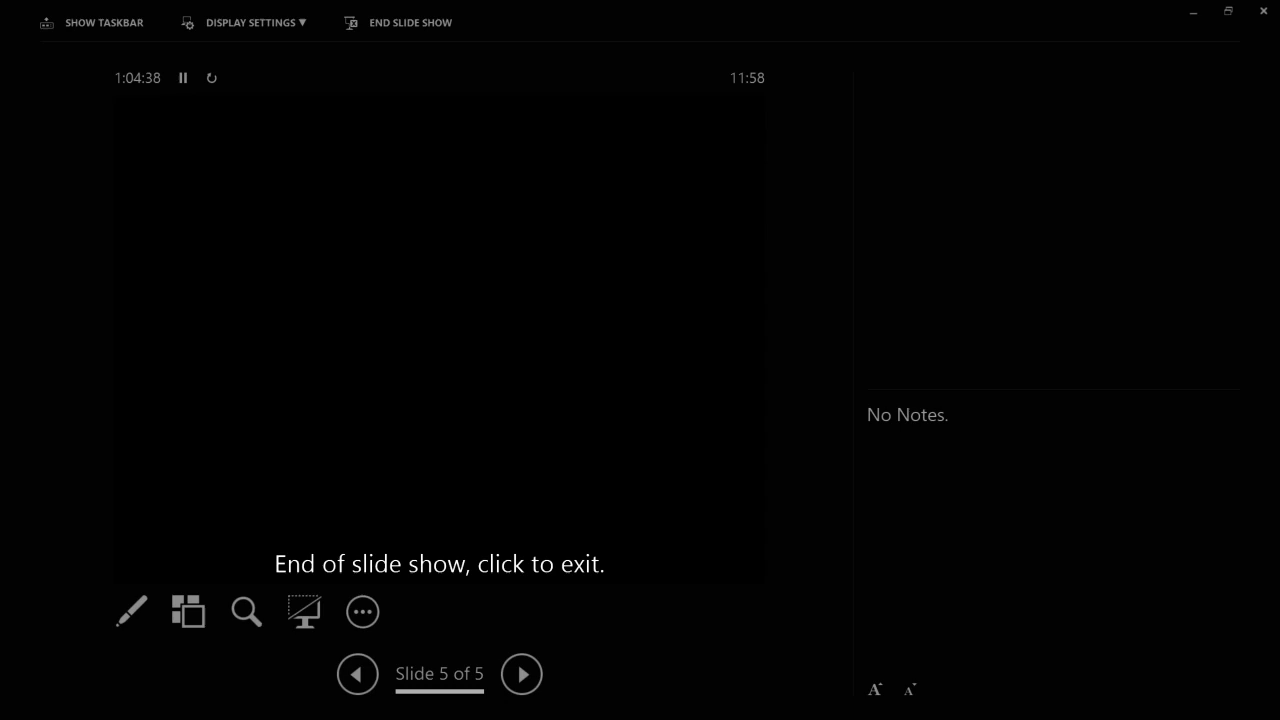 SHOW TASKBAR
DISPLAY SETTINGS ▼
END SLIDE SHOW
1:04:38
11:58
No Notes.
End of slide show, click to exit.
Slide 5 of 5
A
A